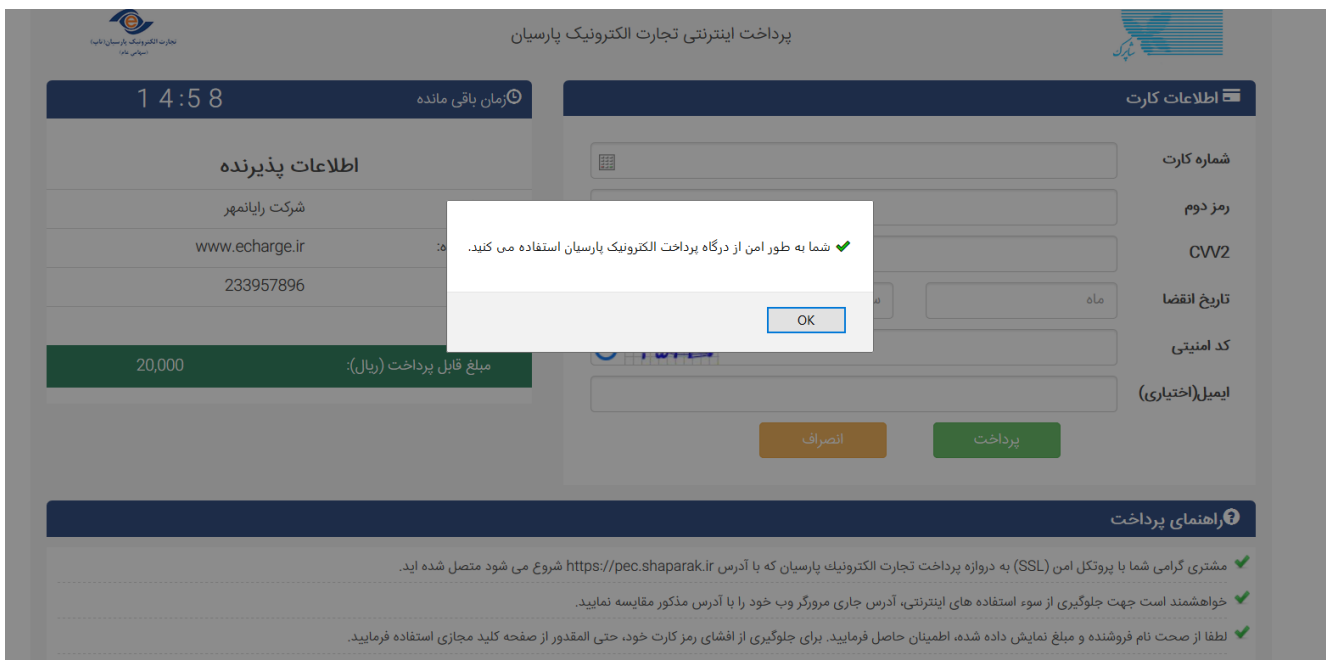 شاپرک
پرداخت اینترنتی تجارت الکترونیک پارسیان
تجارت الکترونیک پارسیان (تاپ)
(سهامی عام)
اطلاعات کارت
شماره کارت
رمز دوم
CVV2
تاریخ انقضا
ماه
کد امنیتی
ایمیل(اختیاری)
پرداخت
انصراف
زمان باقی مانده
14:58
اطلاعات پذیرنده
شرکت رایانمهر
www.echarge.ir
233957896
مبلغ قابل پرداخت (ریال): 20,000
شما به طور امن از درگاه پرداخت الکترونیک پارسیان استفاده می کنید.
OK
راهنمای پرداخت
مشتری گرامی شما با پروتکل امن (SSL) به دروازه پرداخت تجارت الکترونیك پارسیان که با آدرس https://pec.shaparak.ir شروع می شود متصل شده اید.
خواهشمند است جهت جلوگیری از سوء استفاده های اینترنتی، آدرس جاری مرورگر وب خود را با آدرس مذکور مقایسه نمایید.
لطفا از صحت نام فروشنده و مبلغ نمایش داده شده، اطمینان حاصل فرمایید. برای جلوگیری از افشای رمز کارت خود، حتی المقدور از صفحه کلید مجازی استفاده فرمایید.